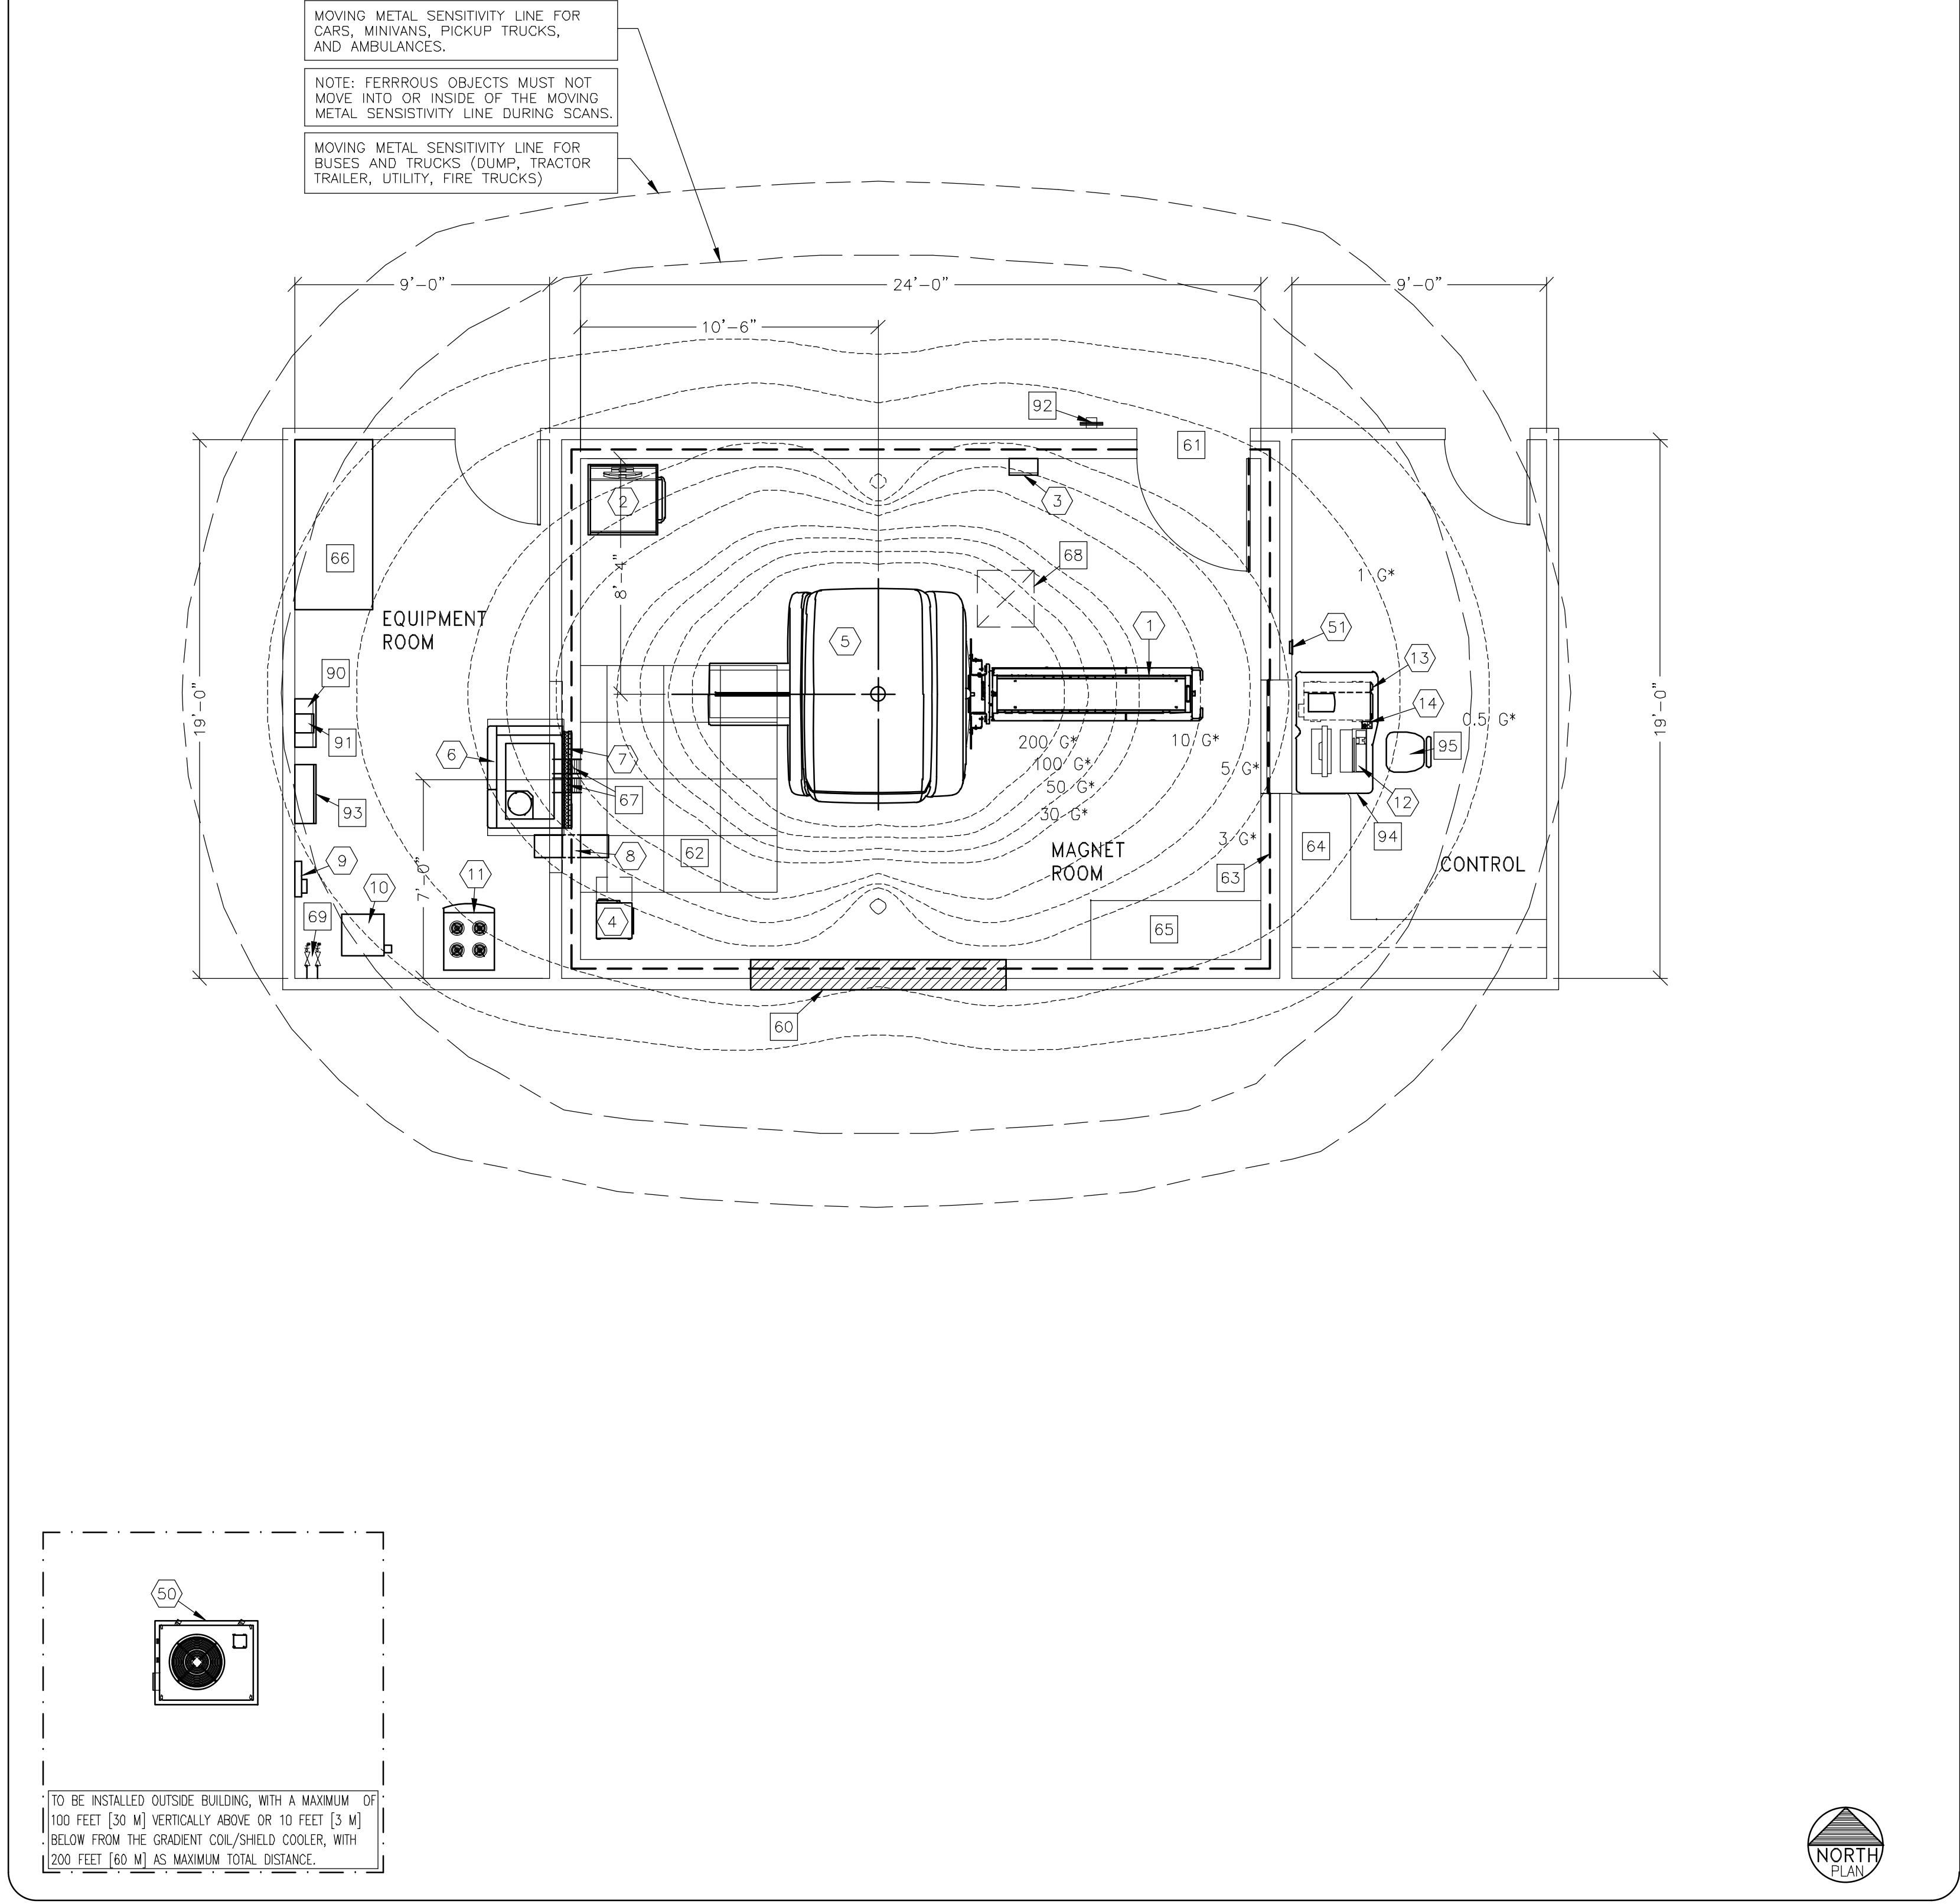 MOVING METAL SENSITIVITY LINE FOR
CARS, MINIVANS, PICKUP TRUCKS,
AND AMBULANCES.
NOTE: FERRROUS OBJECTS MUST NOT
MOVE INTO OR INSIDE OF THE MOVING
METAL SENSISTIVITY LINE DURING SCANS.
MOVING METAL SENSITIVITY LINE FOR
BUSES AND TRUCKS (DUMP, TRACTOR
TRAILER, UTILITY, FIRE TRUCKS)
9'-0"
24'-0"
9'-0"
10'-6"
92
61
2
3
66
68
8'-4"
1 G*
EQUIPMENT
ROOM
5
1
51
13
90
14
19'-0"
19'-0"
0.5 G*
91
6
7
200 G*
10 G*
95
100 G*
5 G*
50 G*
67
93
12
30 G*
94
3 G*
64
8
62
MAGNET
ROOM
CONTROL
9
7'-0"
63
11
10
69
4
65
60
50
TO BE INSTALLED OUTSIDE BUILDING, WITH A MAXIMUM OF
100 FEET [30 M] VERTICALLY ABOVE OR 10 FEET [3 M]
BELOW FROM THE GRADIENT COIL/SHIELD COOLER, WITH
200 FEET [60 M] AS MAXIMUM TOTAL DISTANCE.
NORTH
PLAN